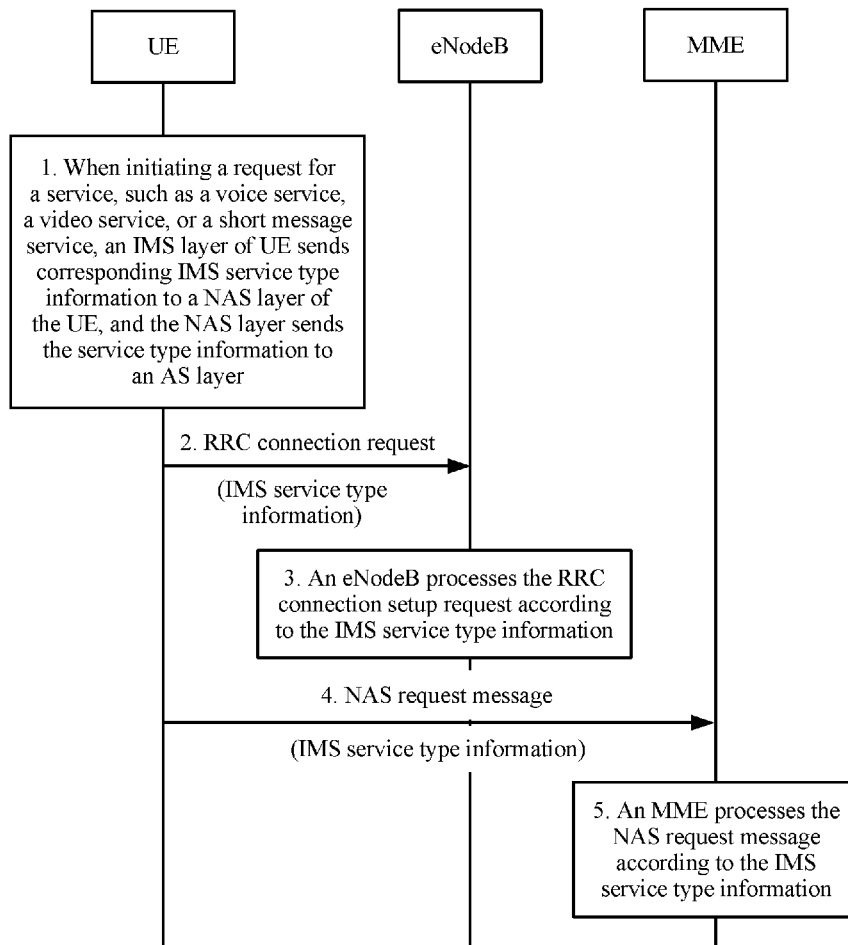 UE
eNodeB
MME
1. When initiating a request for
a service, such as a voice service,
a video service, or a short message
service, an IMS layer of UE sends
corresponding IMS service type
information to a NAS layer of
the UE, and the NAS layer sends
the service type information to
an AS layer
2. RRC connection request
(IMS service type
information)
3. An eNodeB processes the RRC
connection setup request according
to the IMS service type information
4. NAS request message
(IMS service type information)
5. An MME processes the
NAS request message
according to the IMS
service type information